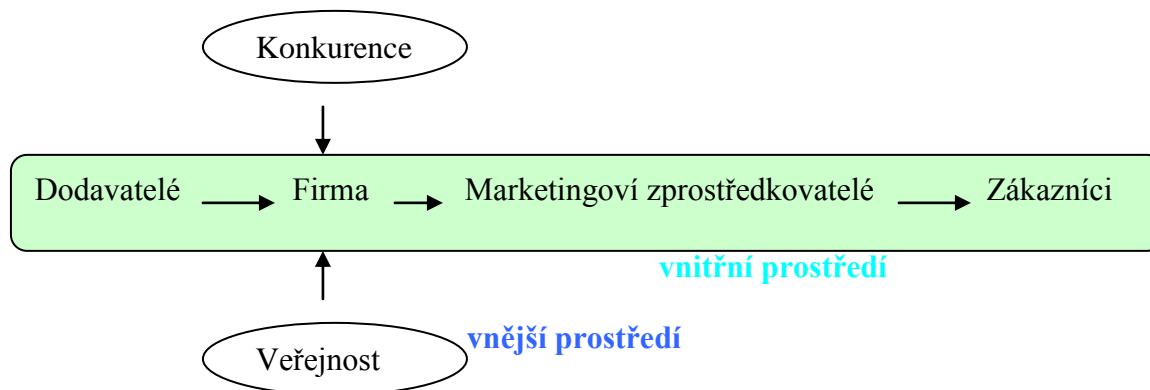 Konkurence
Dodavatelé Firma Marketingoví zprostředkovatelé Zákazníci
vnitřní prostředí
vnější prostředí
Veřejnost